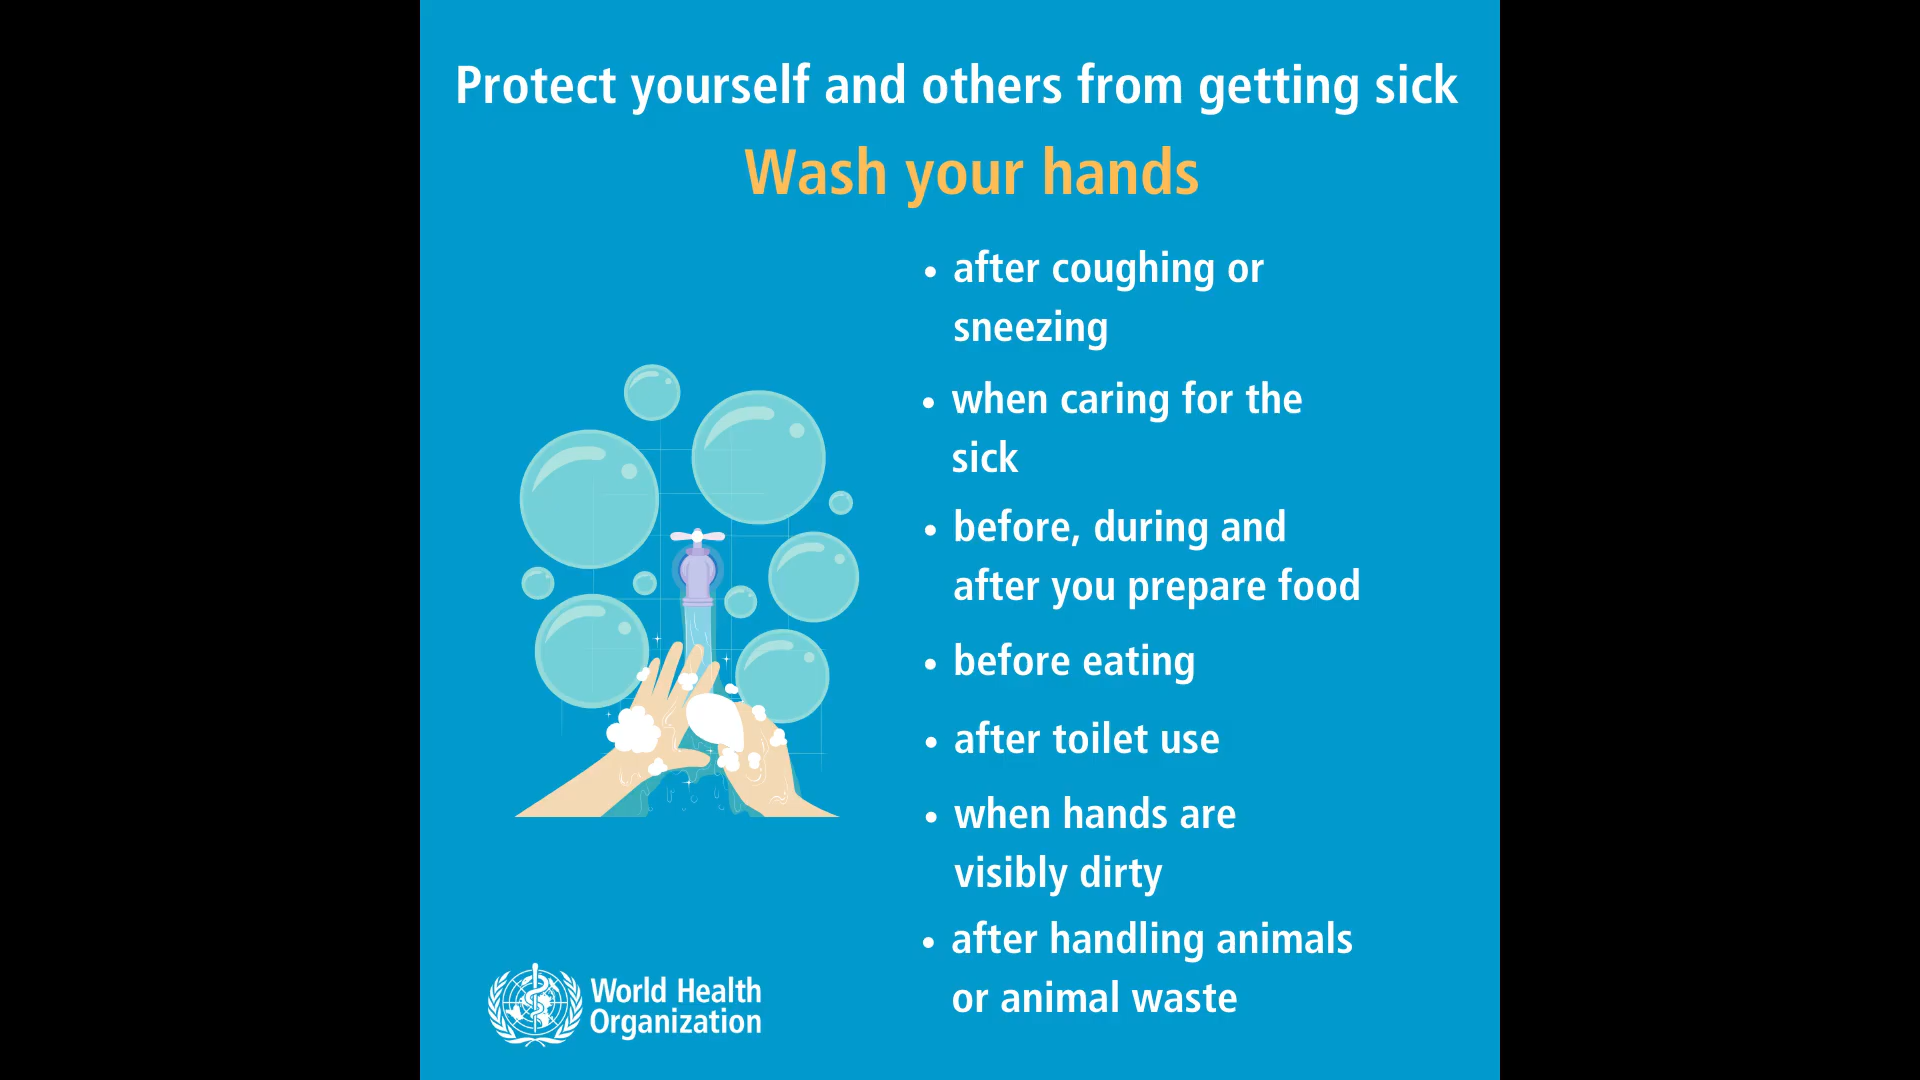 Protect yourself and others from getting sick
Wash your hands
• after coughing or
sneezing
• when caring for the
sick
• before, during and
after you prepare food
• before eating
• after toilet use
• when hands are
visibly dirty
• after handling animals
or animal waste
World Health
Organization